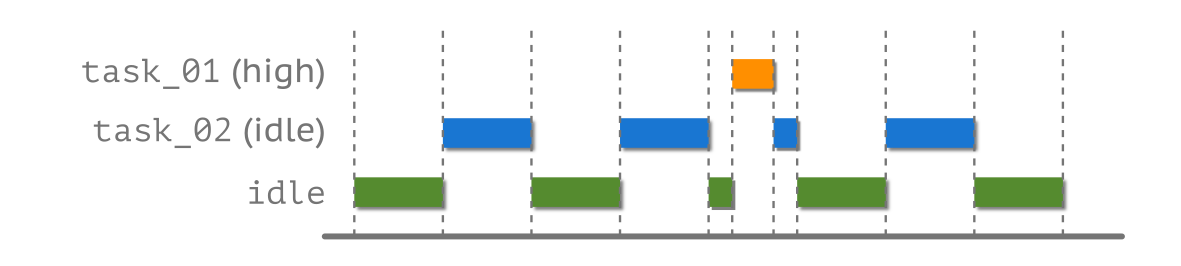 task_01 (high)
task_02 (idle)
idle